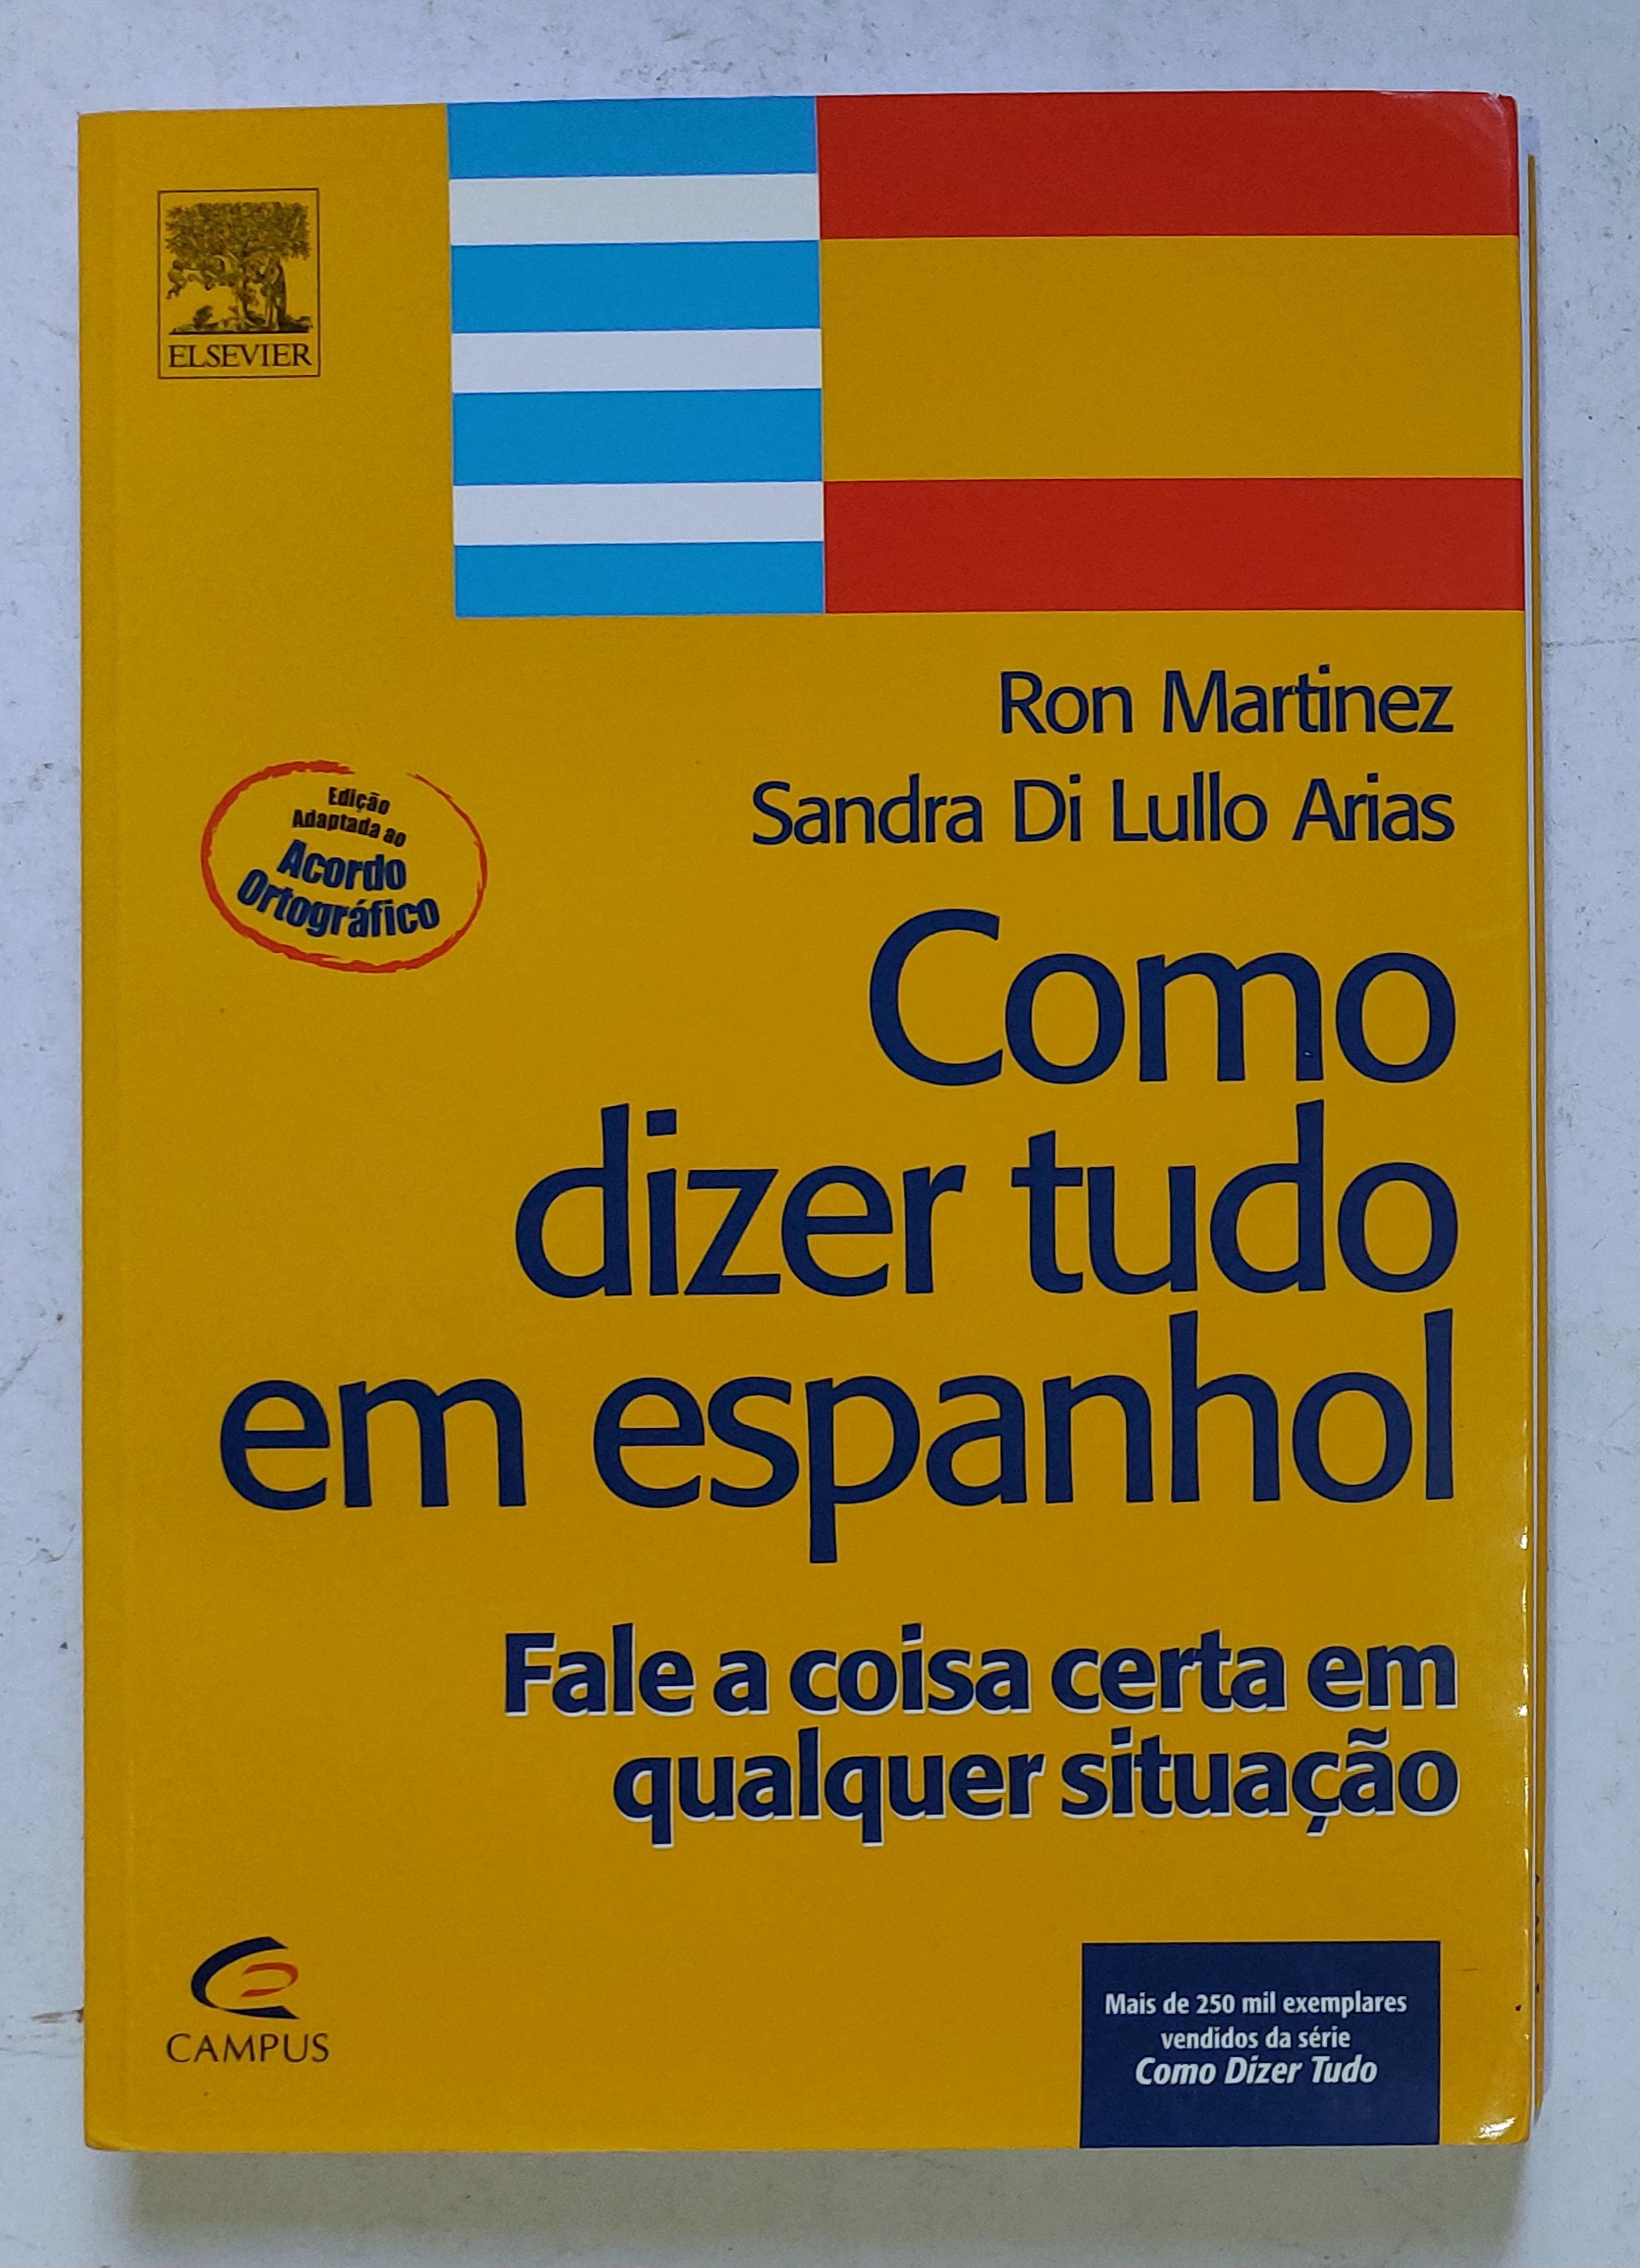 ELSEVIER
Ron Martinez
Sandra Di Lullo Arias
Edição
Adaptada ao
Acordo
Ortográfico
Como
dizer tudo
em espanhol
Fale a coisa certa em
qualquer situação
CAMPUS
Mais de 250 mil exemplares
vendidos da série
Como Dizer Tudo